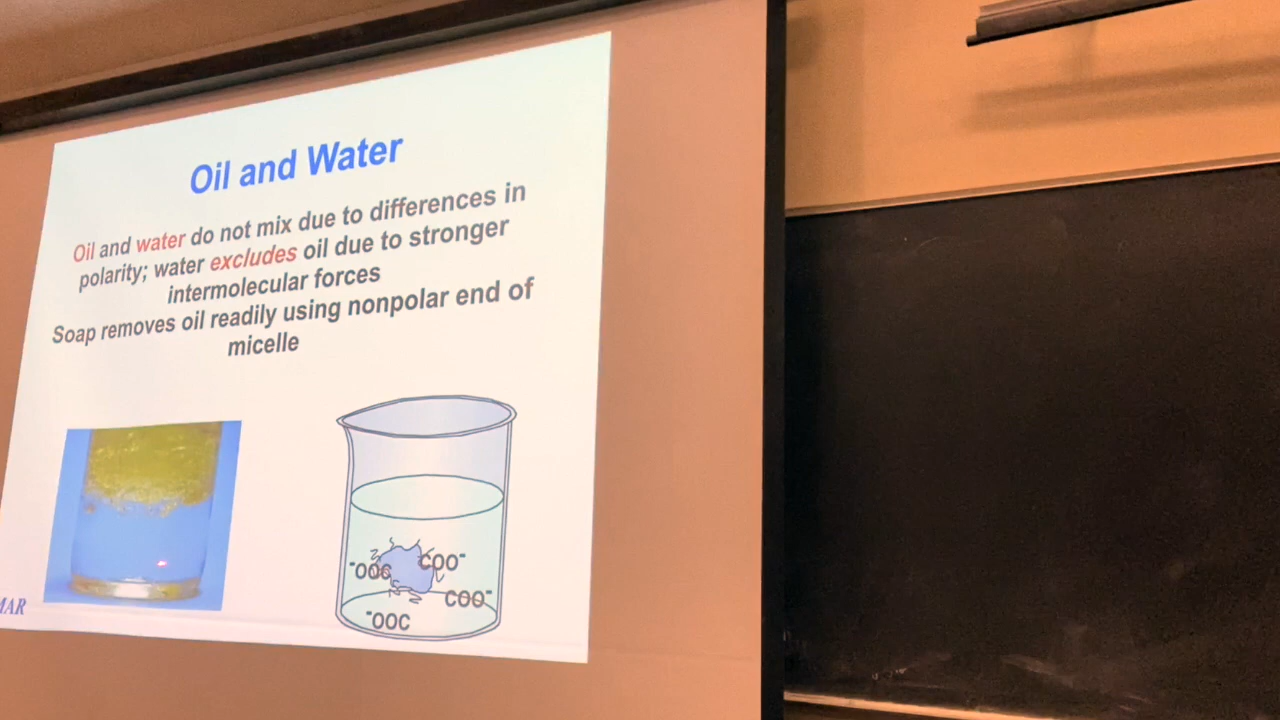 Oil and Water
Oil and water do not mix due to differences in
polarity; water excludes oil due to stronger
intermolecular forces
Soap removes oil readily using nonpolar end of
micelle
-OOC
COO-
COO-
-OOC